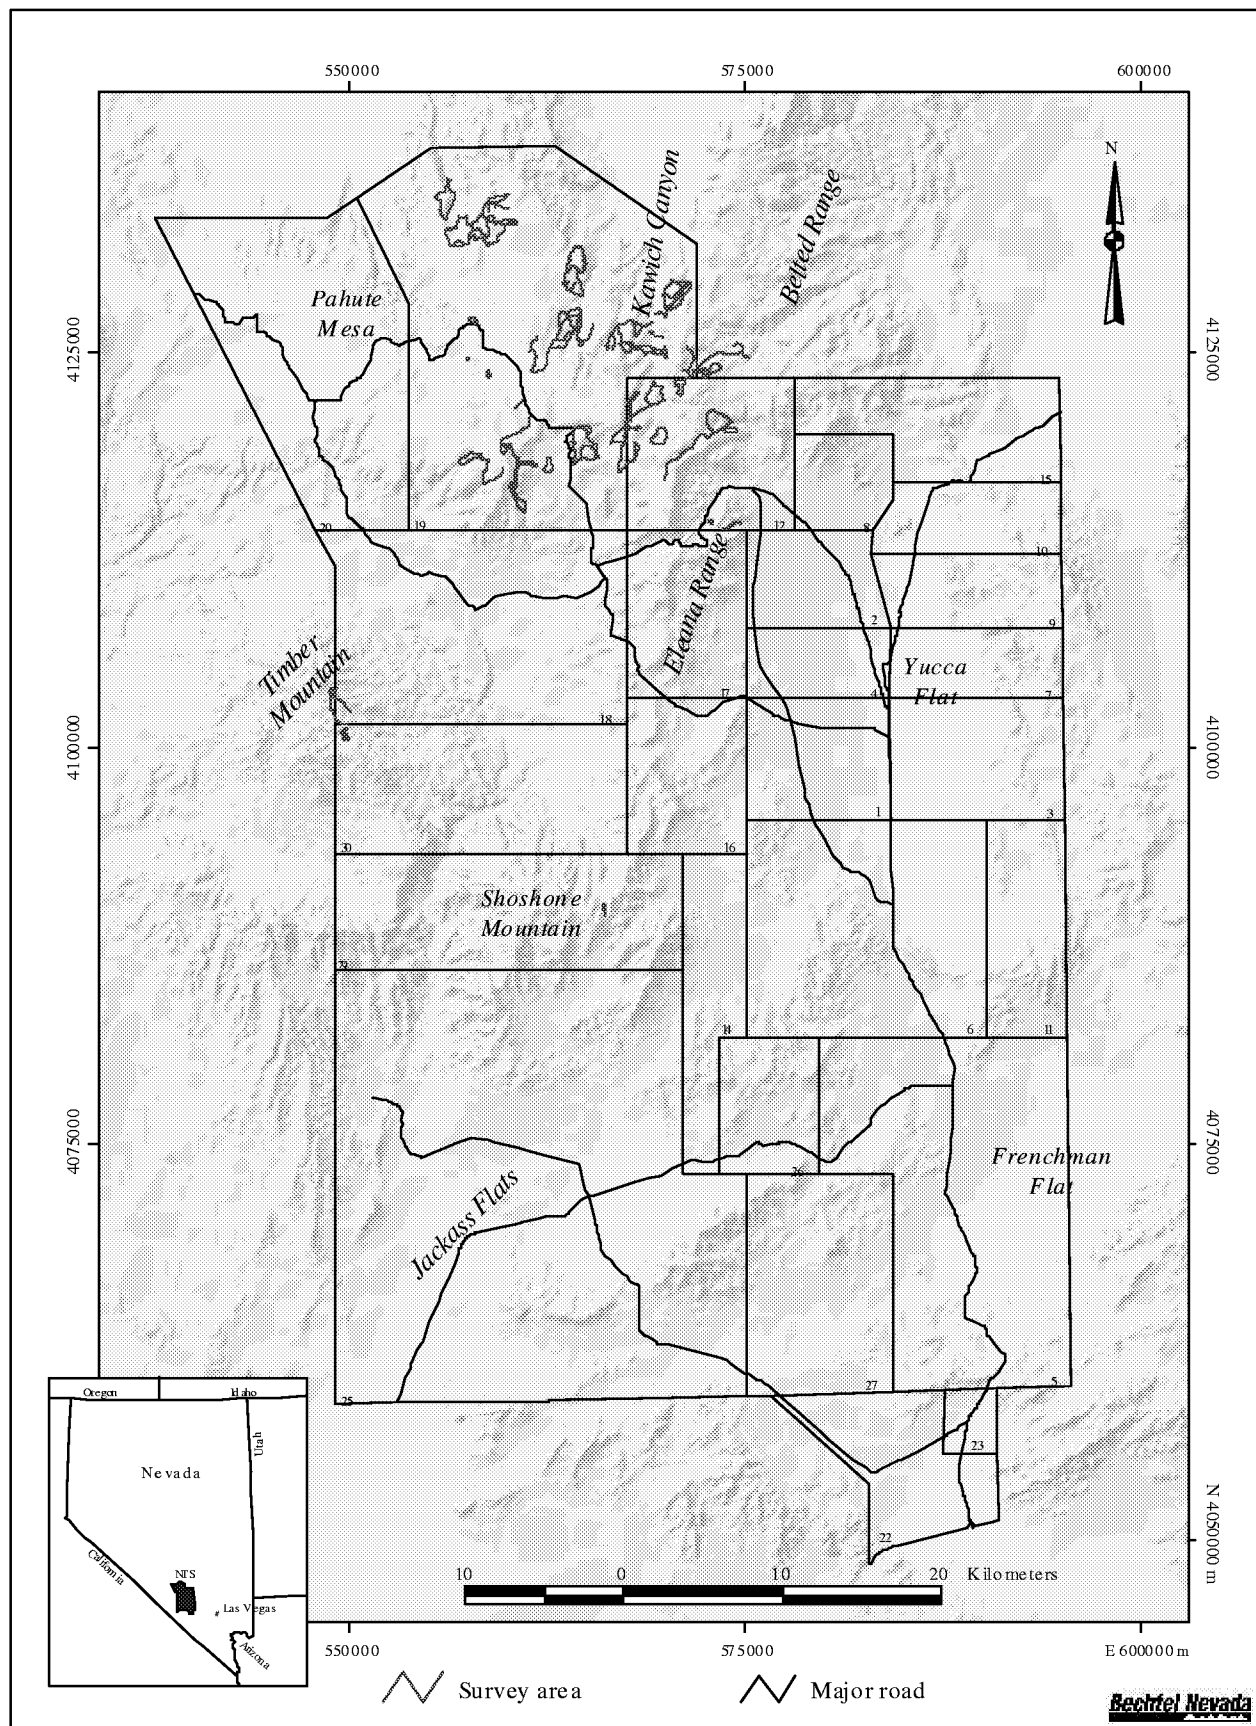 550000
575000
600000
N
Kawich Canyon
Belted Range
Pahute
Mesa
4125000
4125000
15
20
19
12
8
10
Eleana Range
2
9
Timber
Mountain
Yucca
Flat
17
4
7
18
4100000
4100000
1
3
30
16
Shoshone
Mountain
29
14
6
11
4075000
4075000
Frenchman
Flat
26
Jackass Flats
25
27
5
23
22
N 4050000 m
Oregon
Idaho
Utah
Nevada
California
NTS
Las Vegas
Arizona
10
0
10
20
Kilometers
550000
575000
E 600000 m
Survey area
Major road
Bechtel Nevada